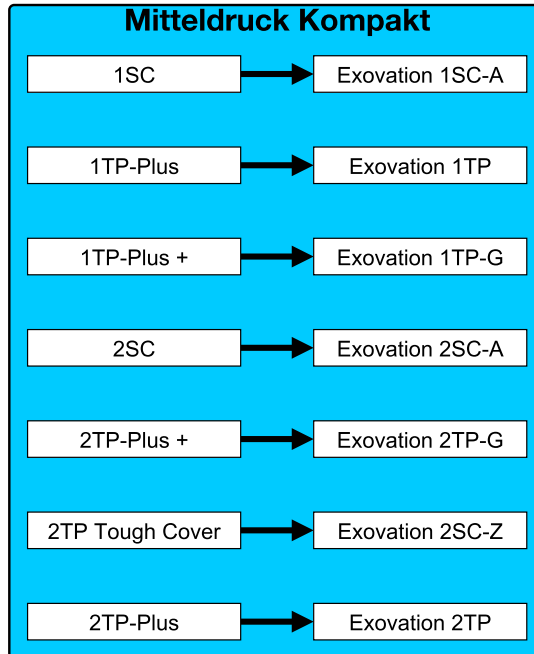 Mitteldruck Kompakt
1SC Exovation 1SC-A
1TP-Plus Exovation 1TP
1TP-Plus + Exovation 1TP-G
2SC Exovation 2SC-A
2TP-Plus + Exovation 2TP-G
2TP Tough Cover Exovation 2SC-Z
2TP-Plus Exovation 2TP